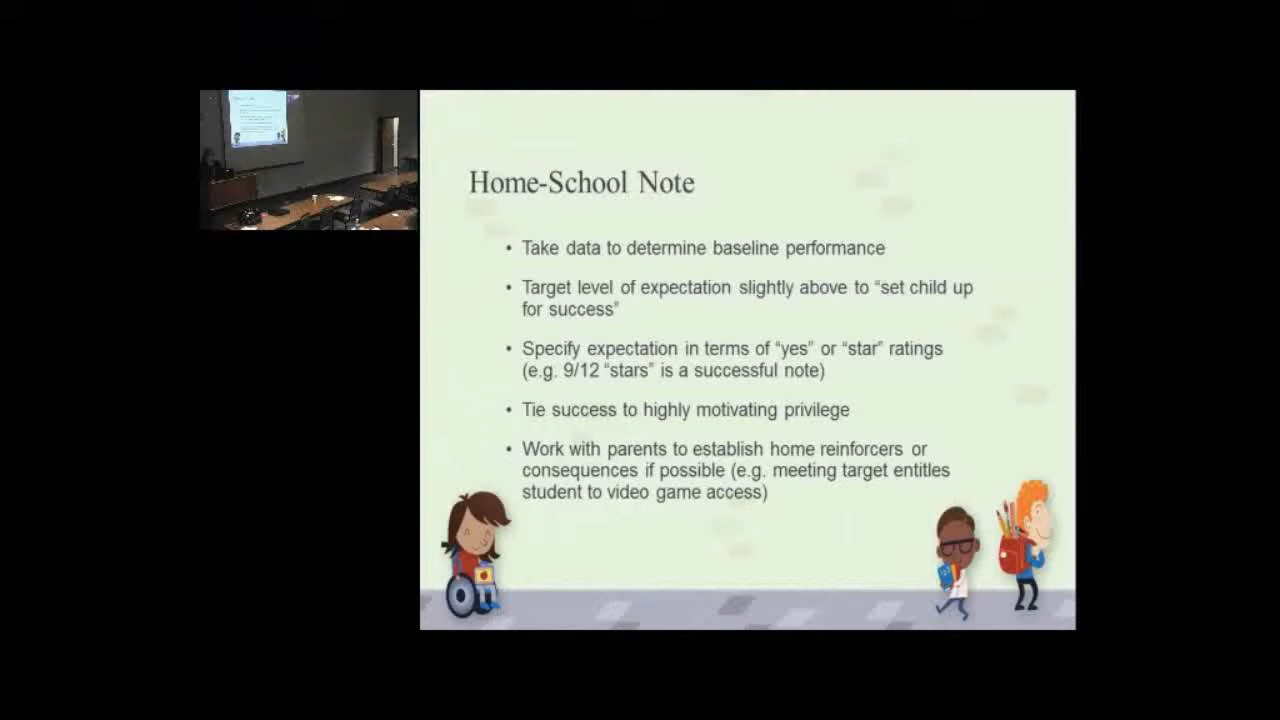 Home-School Note
• Take data to determine baseline performance
• Target level of expectation slightly above to “set child up
for success”
• Specify expectation in terms of “yes” or “star” ratings
(e.g. 9/12 “stars” is a successful note)
• Tie success to highly motivating privilege
• Work with parents to establish home reinforcers or
consequences if possible (e.g. meeting target entitles
student to video game access)